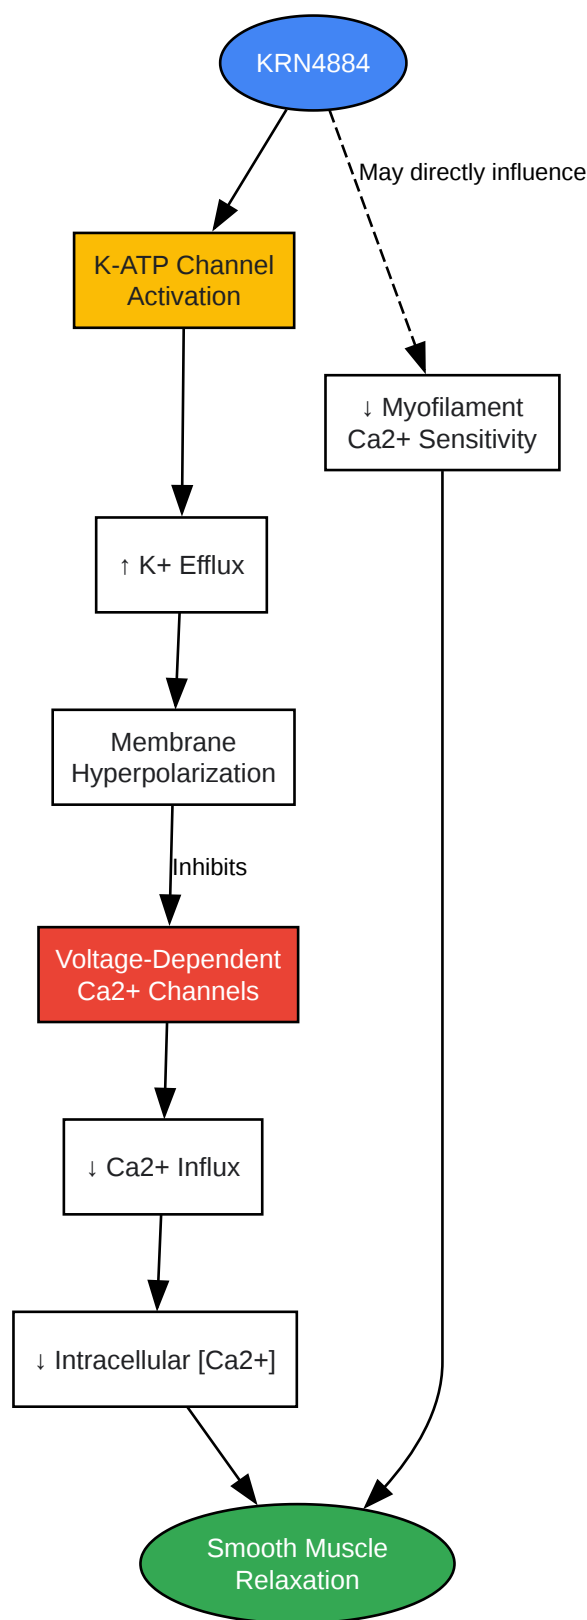 KRN4884
May directly influence
K-ATP Channel
Activation
↓ Myofilament
Ca2+ Sensitivity
↑ K+ Efflux
Membrane
Hyperpolarization
Inhibits
Voltage-Dependent
Ca2+ Channels
↓ Ca2+ Influx
↓ Intracellular [Ca2+]
Smooth Muscle
Relaxation